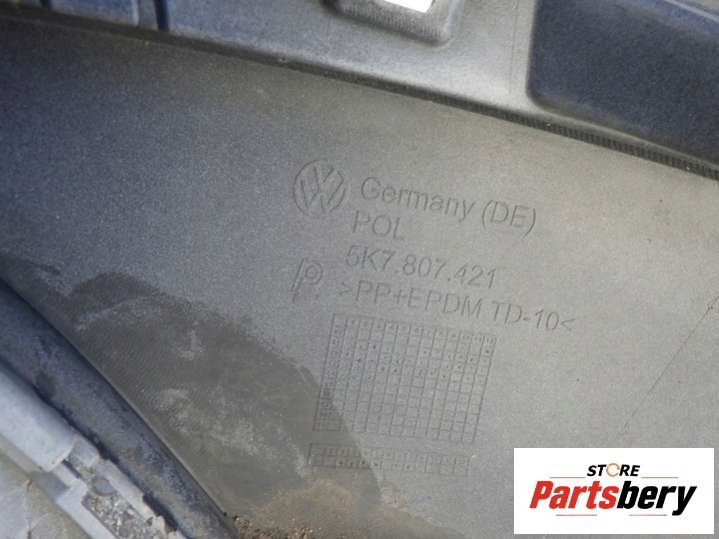 Germany (DE)
POL
5K7.807.421
>PP+EPDM TD-10<
STORE
Partsbery